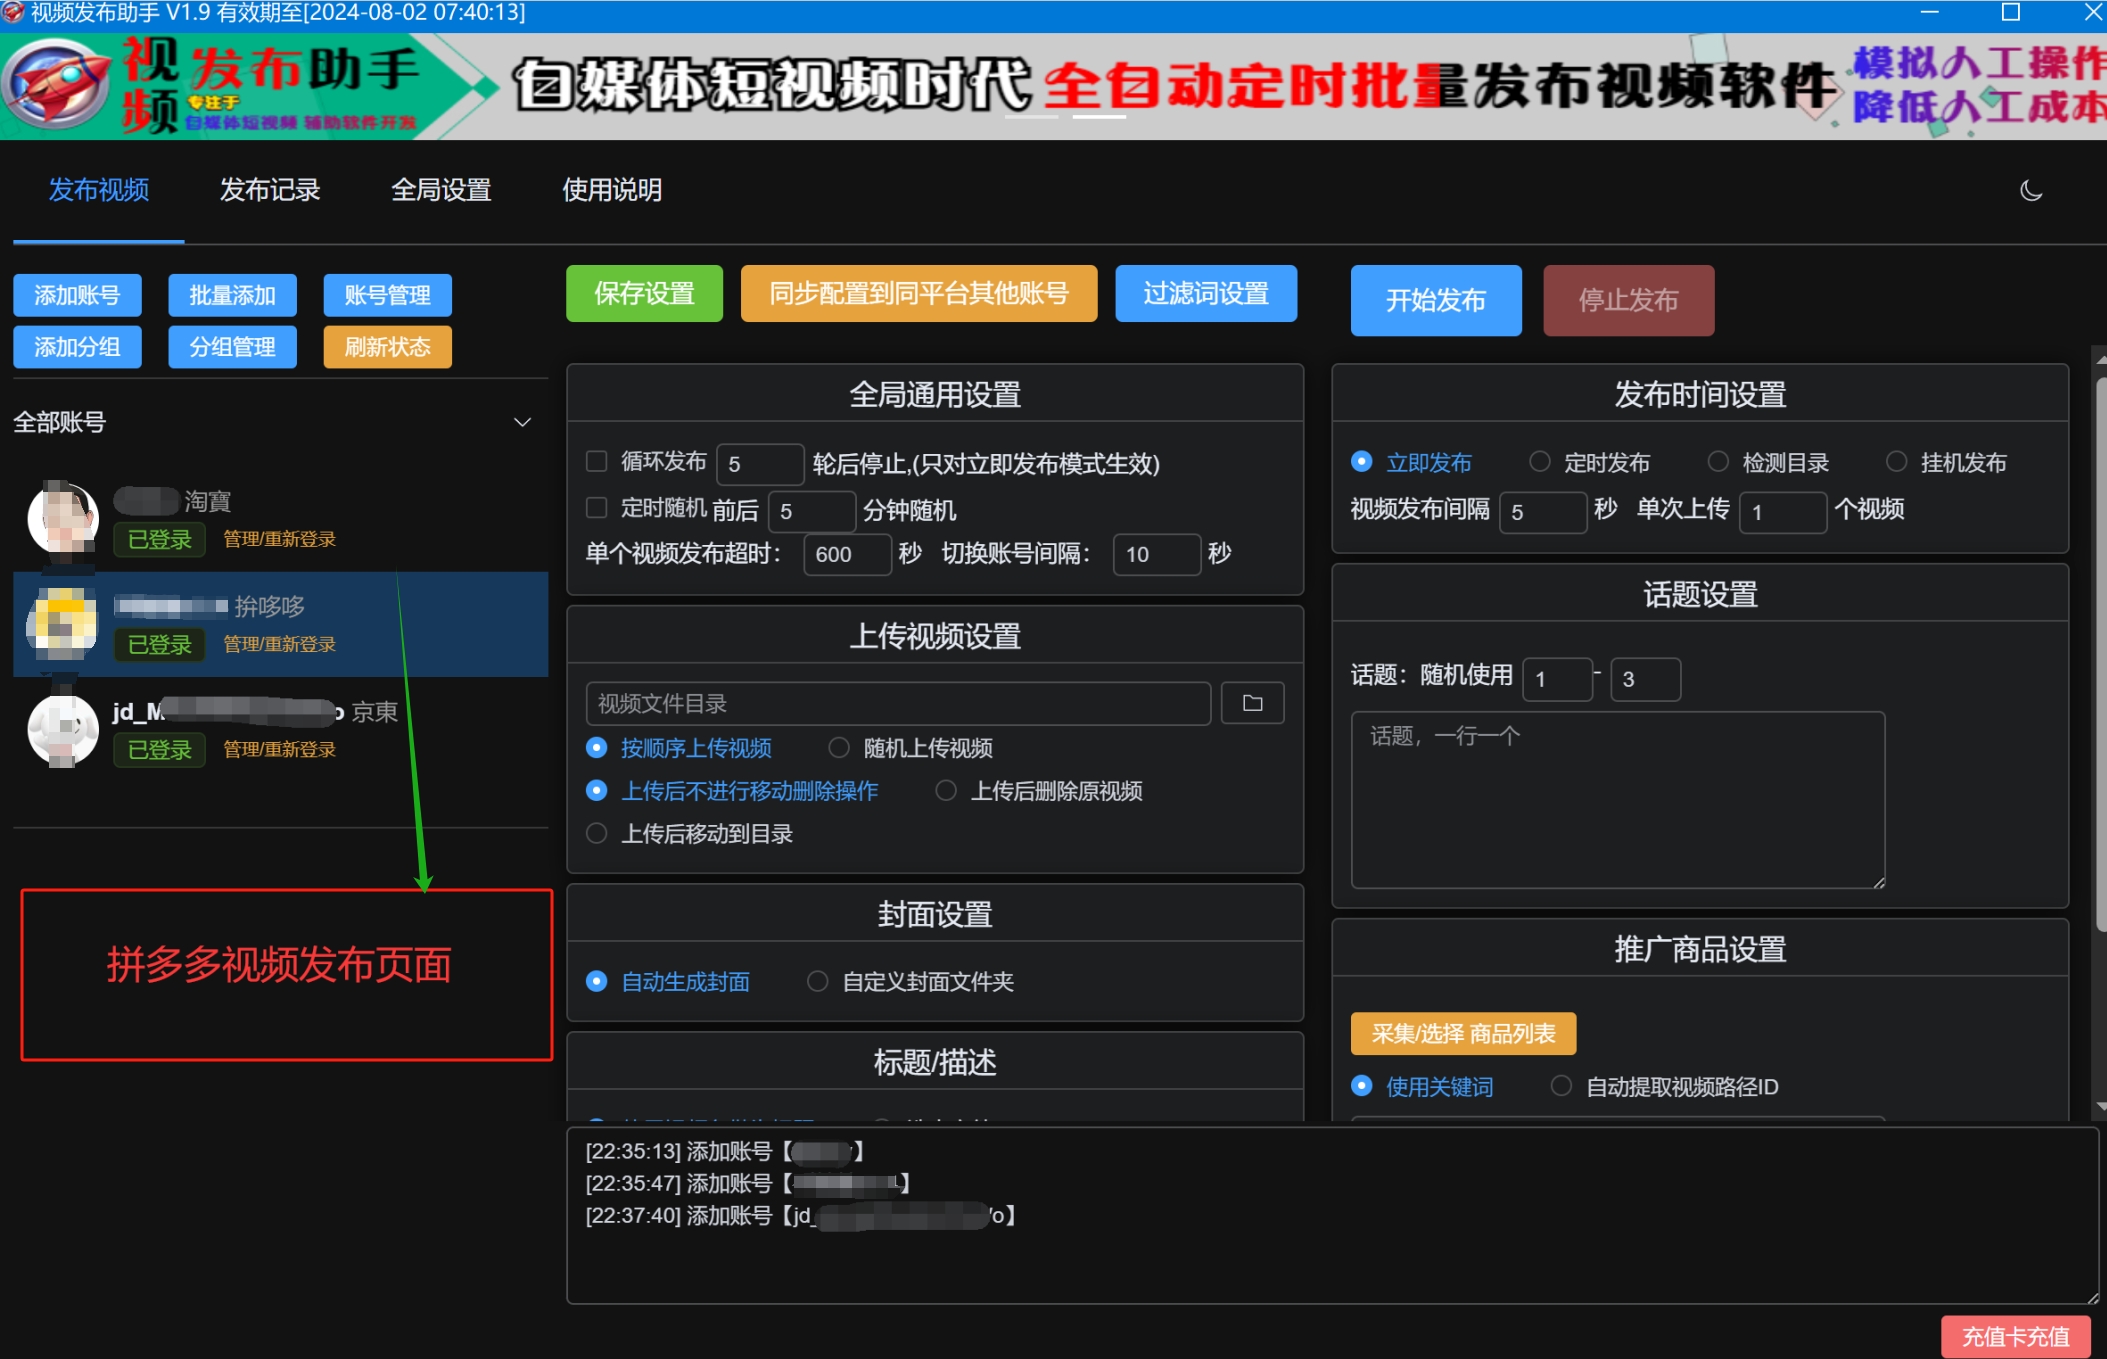 视频发布助手 V1.9 有效期至[2024-08-02 07:40:13]
视频 发布助手
专注于
自媒体短视频 辅助软件开发
自媒体短视频时代 全自动定时批量发布视频软件
模拟人工操作
降低人工成本
发布视频 发布记录 全局设置 使用说明
添加账号 批量添加 账号管理
添加分组 分组管理 刷新状态
全部账号
淘寶
已登录 管理/重新登录
拚哆哆
已登录 管理/重新登录
jd_M o 京東
已登录 管理/重新登录
拼多多视频发布页面
保存设置 同步配置到同平台其他账号 过滤词设置 开始发布 停止发布
全局通用设置
循环发布 5 轮后停止,(只对立即发布模式生效)
定时随机 前后 5 分钟随机
单个视频发布超时： 600 秒 切换账号间隔： 10 秒
上传视频设置
视频文件目录
按顺序上传视频 随机上传视频
上传后不进行移动删除操作 上传后删除原视频
上传后移动到目录
封面设置
自动生成封面 自定义封面文件夹
标题/描述
发布时间设置
立即发布 定时发布 检测目录 挂机发布
视频发布间隔 5 秒 单次上传 1 个视频
话题设置
话题：随机使用 1 - 3
话题，一行一个
推广商品设置
采集/选择 商品列表
使用关键词 自动提取视频路径ID
[22:35:13] 添加账号【 】
[22:35:47] 添加账号【 】
[22:37:40] 添加账号【jd_ o】
充值卡充值